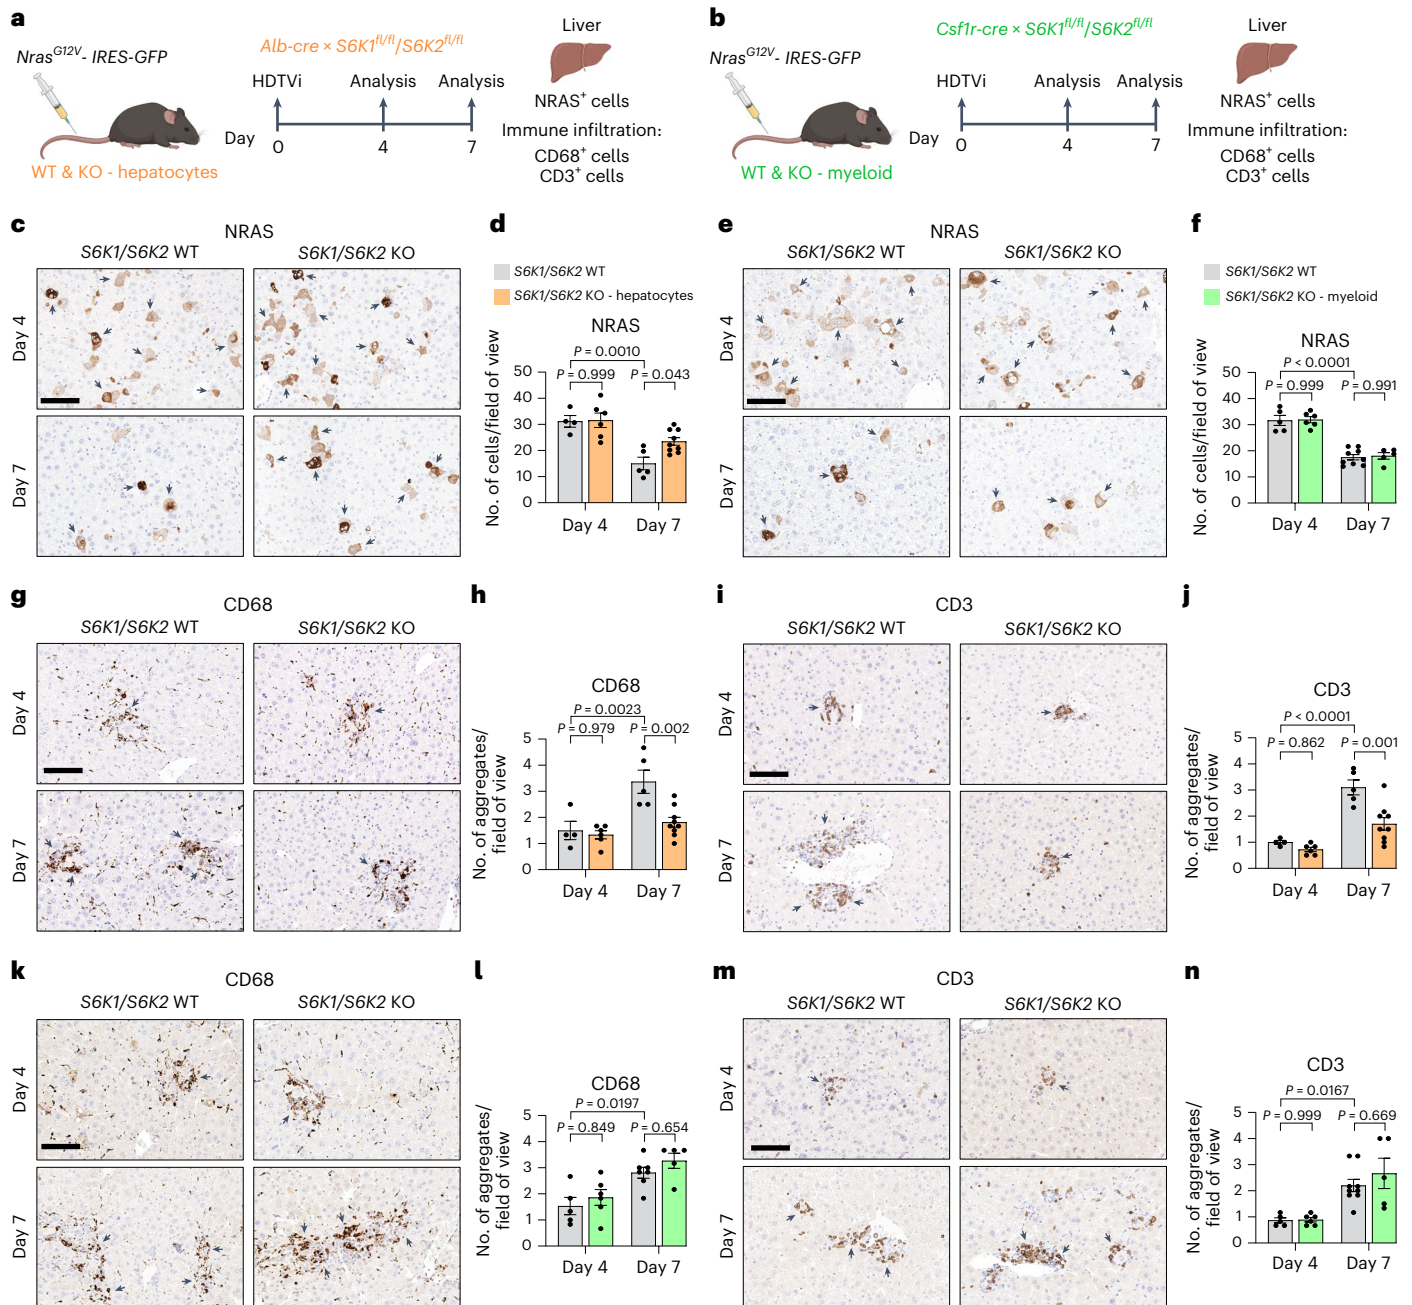 a
Nras^G12V - IRES-GFP
Alb-cre × S6K1^fl/fl/S6K2^fl/fl
HDTVi
Analysis
Analysis
Day
0
4
7
WT & KO - hepatocytes
Liver
NRAS⁺ cells
Immune infiltration:
CD68⁺ cells
CD3⁺ cells
b
Nras^G12V - IRES-GFP
Csf1r-cre × S6K1^fl/fl/S6K2^fl/fl
HDTVi
Analysis
Analysis
Day
0
4
7
WT & KO - myeloid
Liver
NRAS⁺ cells
Immune infiltration:
CD68⁺ cells
CD3⁺ cells
c
NRAS
S6K1/S6K2 WT
S6K1/S6K2 KO
Day 4
Day 7
d
S6K1/S6K2 WT
S6K1/S6K2 KO - hepatocytes
NRAS
P = 0.0010
P = 0.999
P = 0.043
No. of cells/field of view
50
40
30
20
10
0
Day 4
Day 7
e
NRAS
S6K1/S6K2 WT
S6K1/S6K2 KO
Day 4
Day 7
f
S6K1/S6K2 WT
S6K1/S6K2 KO - myeloid
NRAS
P < 0.0001
P = 0.999
P = 0.991
No. of cells/field of view
50
40
30
20
10
0
Day 4
Day 7
g
CD68
S6K1/S6K2 WT
S6K1/S6K2 KO
Day 4
Day 7
h
CD68
P = 0.0023
P = 0.979
P = 0.002
No. of aggregates/
field of view
5
4
3
2
1
0
Day 4
Day 7
i
CD3
S6K1/S6K2 WT
S6K1/S6K2 KO
Day 4
Day 7
j
CD3
P < 0.0001
P = 0.862
P = 0.001
No. of aggregates/
field of view
5
4
3
2
1
0
Day 4
Day 7
k
CD68
S6K1/S6K2 WT
S6K1/S6K2 KO
Day 4
Day 7
l
CD68
P = 0.0197
P = 0.849
P = 0.654
No. of aggregates/
field of view
5
4
3
2
1
0
Day 4
Day 7
m
CD3
S6K1/S6K2 WT
S6K1/S6K2 KO
Day 4
Day 7
n
CD3
P = 0.0167
P = 0.999
P = 0.669
No. of aggregates/
field of view
5
4
3
2
1
0
Day 4
Day 7